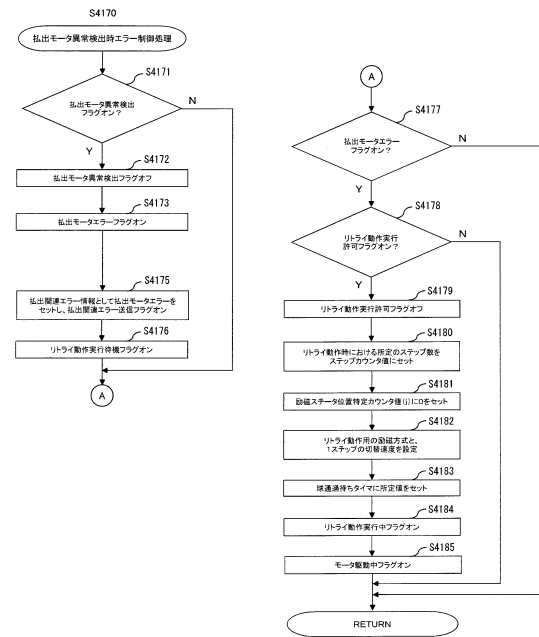 S4170
払出モータ異常検出時エラー制御処理
S4171
払出モータ異常検出
フラグオン？
N
Y
S4172
払出モータ異常検出フラグオフ
S4173
払出モータエラーフラグオン
S4175
払出関連エラー情報として払出モータエラーを
セットし、払出関連エラー送信フラグオン
S4176
リトライ動作実行待機フラグオン
A
A
S4177
払出モータエラー
フラグオン？
N
Y
S4178
リトライ動作実行
許可フラグオン？
N
Y
S4179
リトライ動作実行許可フラグオフ
S4180
リトライ動作時における所定のステップ数を
ステップカウンタ値にセット
S4181
励磁ステータ位置特定カウンタ値(j)に0をセット
S4182
リトライ動作用の励磁方式と、
1ステップの切替速度を設定
S4183
球通過待ちタイマに所定値をセット
S4184
リトライ動作実行中フラグオン
S4185
モータ駆動中フラグオン
RETURN